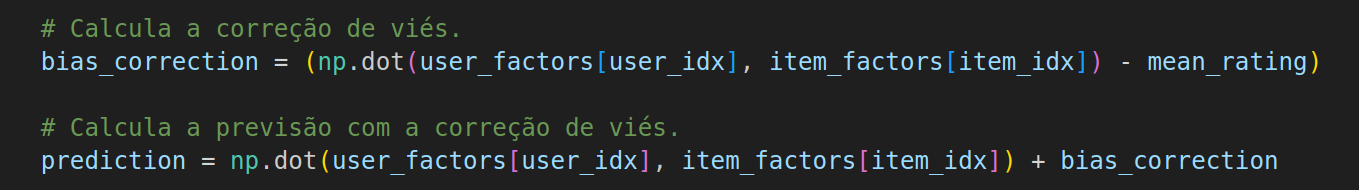 # Calcula a correção de viés.
bias_correction = (np.dot(user_factors[user_idx], item_factors[item_idx]) - mean_rating)
# Calcula a previsão com a correção de viés.
prediction = np.dot(user_factors[user_idx], item_factors[item_idx]) + bias_correction